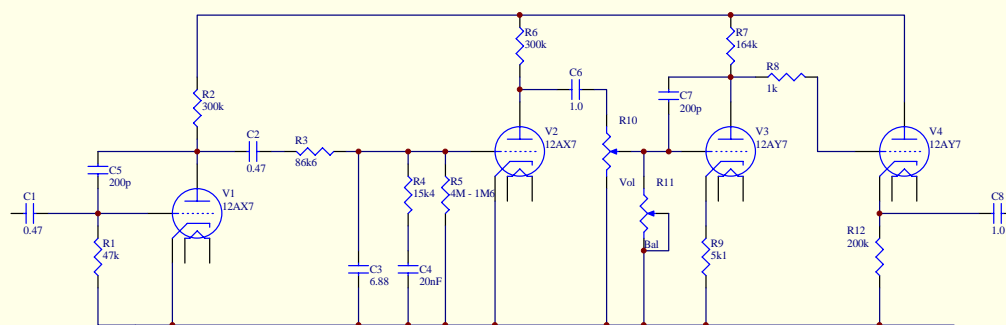 R6
300k
R7
164k
R8
1k
C6
1.0
R2
300k
C7
200p
R10
V2
12AX7
V3
12AY7
V4
12AY7
C2
0.47
R3
86k6
C5
200p
R4
15k4
R5
4M - 1M6
Vol
R11
V1
12AX7
C1
0.47
C8
1.0
R1
47k
Bal
R9
5k1
R12
200k
C3
6.88
C4
20nF